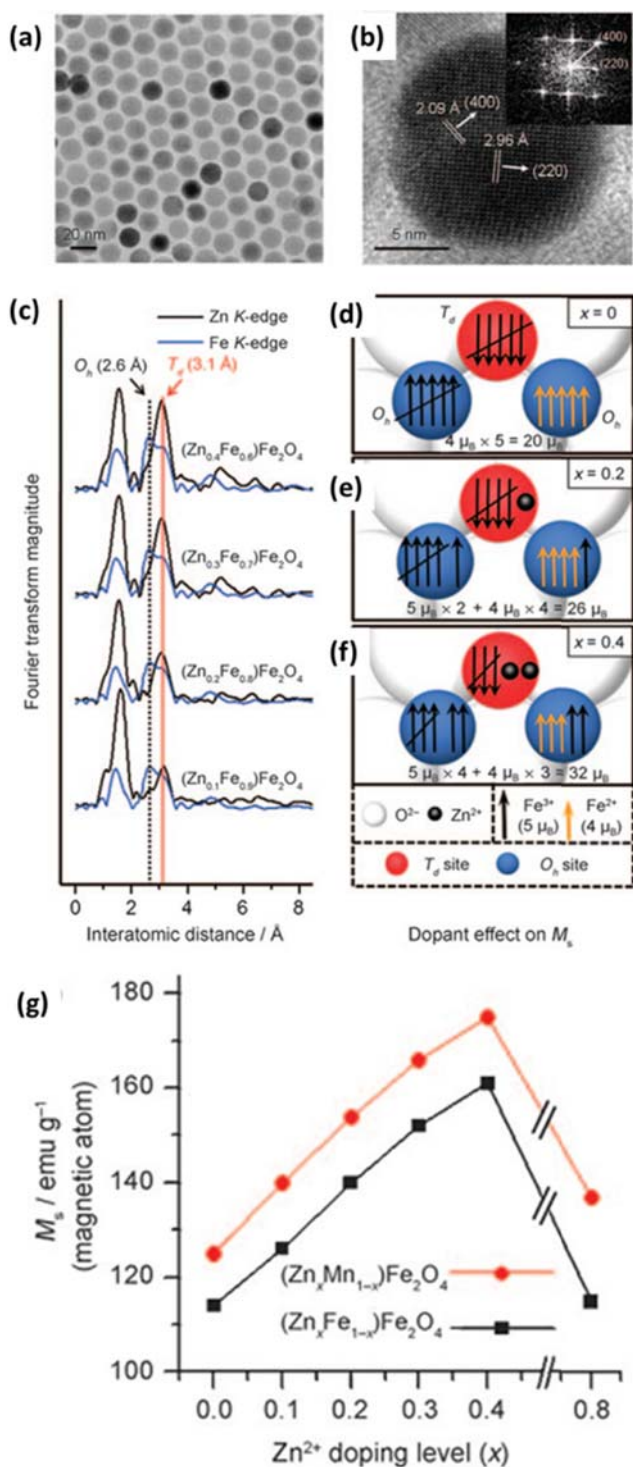 (a)
20 nm
(b)
(400)
(220)
2.09 Å
(400)
2.96 Å
(220)
5 nm
(c)
Zn K-edge
Fe K-edge
Oh (2.6 Å)
Td (3.1 Å)
(Zn0.4Fe0.6)Fe2O4
(Zn0.3Fe0.7)Fe2O4
(Zn0.2Fe0.8)Fe2O4
(Zn0.1Fe0.9)Fe2O4
Fourier transform magnitude
0 2 4 6 8
Interatomic distance / Å
(d)
x = 0
Td
Oh
Oh
4 μB × 5 = 20 μB
(e)
x = 0.2
5 μB × 2 + 4 μB × 4 = 26 μB
(f)
x = 0.4
5 μB × 4 + 4 μB × 3 = 32 μB
O2− Zn2+
Fe3+ (5 μB)
Fe2+ (4 μB)
Td site
Oh site
Dopant effect on Ms
(g)
180
160
140
120
100
Ms / emu g−1
(magnetic atom)
(ZnxMn1−x)Fe2O4
(ZnxFe1−x)Fe2O4
0.0 0.1 0.2 0.3 0.4 0.8
Zn2+ doping level (x)